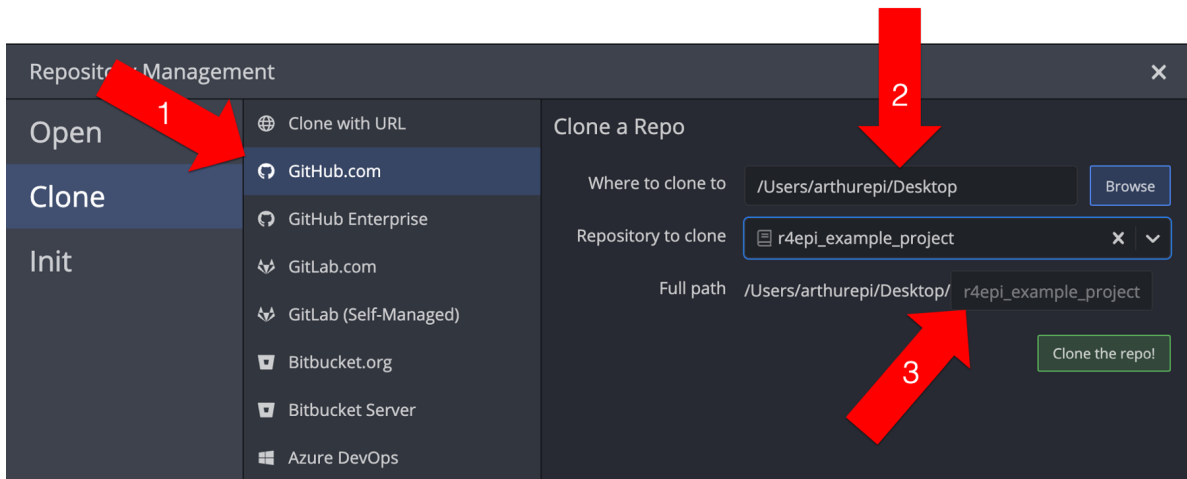 Repository Management
1
2
Open
Clone
Init
Clone with URL
GitHub.com
GitHub Enterprise
GitLab.com
GitLab (Self-Managed)
Bitbucket.org
Bitbucket Server
Azure DevOps
Clone a Repo
Where to clone to
/Users/arthurepi/Desktop
Browse
Repository to clone
r4epi_example_project
Full path
/Users/arthurepi/Desktop/
r4epi_example_project
3
Clone the repo!